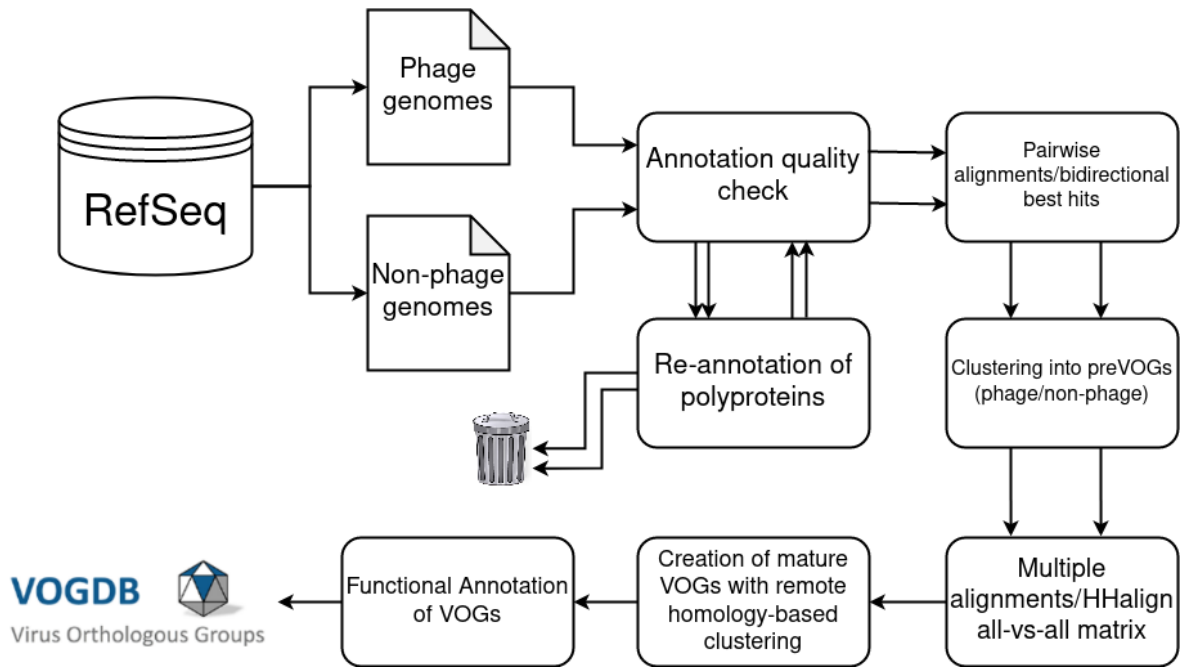 RefSeq
Phage
genomes
Non-phage
genomes
Annotation quality
check
Pairwise
alignments/bidirectional
best hits
Re-annotation of
polyproteins
Clustering into preVOGs
(phage/non-phage)
Multiple
alignments/HHalign
all-vs-all matrix
Creation of mature
VOGs with remote
homology-based
clustering
Functional Annotation
of VOGs
VOGDB
Virus Orthologous Groups